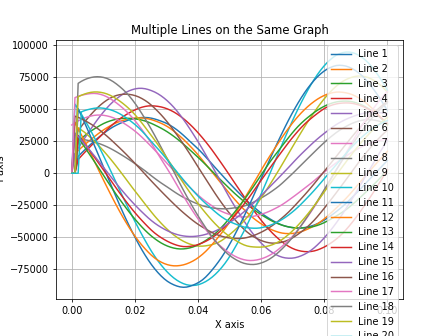 Multiple Lines on the Same Graph
100000
75000
50000
25000
0
−25000
−50000
−75000
0.00
0.02
0.04
0.06
X axis
Line 1
Line 2
Line 3
Line 4
Line 5
Line 6
Line 7
Line 8
Line 9
Line 10
Line 11
Line 12
Line 13
Line 14
Line 15
Line 16
Line 17
Line 18
Line 19
Line 20